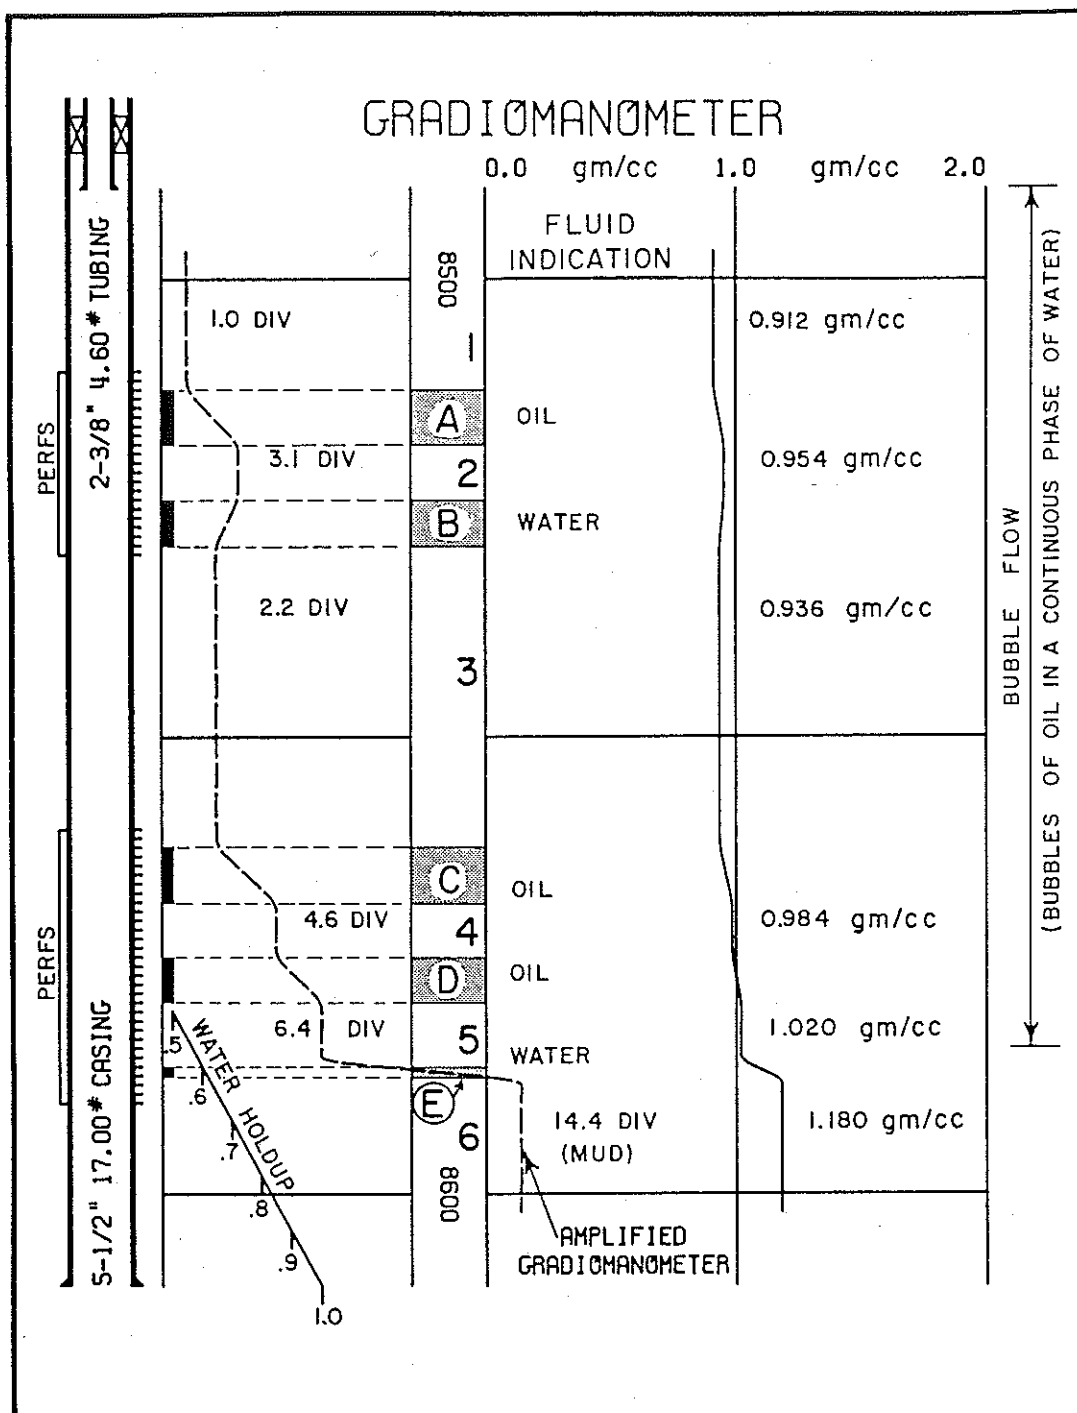 GRADIOMANOMETER
0.0 gm/cc 1.0 gm/cc 2.0
FLUID
INDICATION
8500
1.0 DIV
1
0.912 gm/cc
A
OIL
3.1 DIV
2
0.954 gm/cc
B
WATER
2.2 DIV
3
0.936 gm/cc
C
OIL
4.6 DIV
4
0.984 gm/cc
D
OIL
6.4 DIV
5
1.020 gm/cc
WATER
E
6
14.4 DIV
(MUD)
1.180 gm/cc
8600
AMPLIFIED
GRADIOMANOMETER
WATER HOLDUP
.5
.6
.7
.8
.9
1.0
PERFS
PERFS
2-3/8" 4.60# TUBING
5-1/2" 17.00# CASING
BUBBLE FLOW
(BUBBLES OF OIL IN A CONTINUOUS PHASE OF WATER)